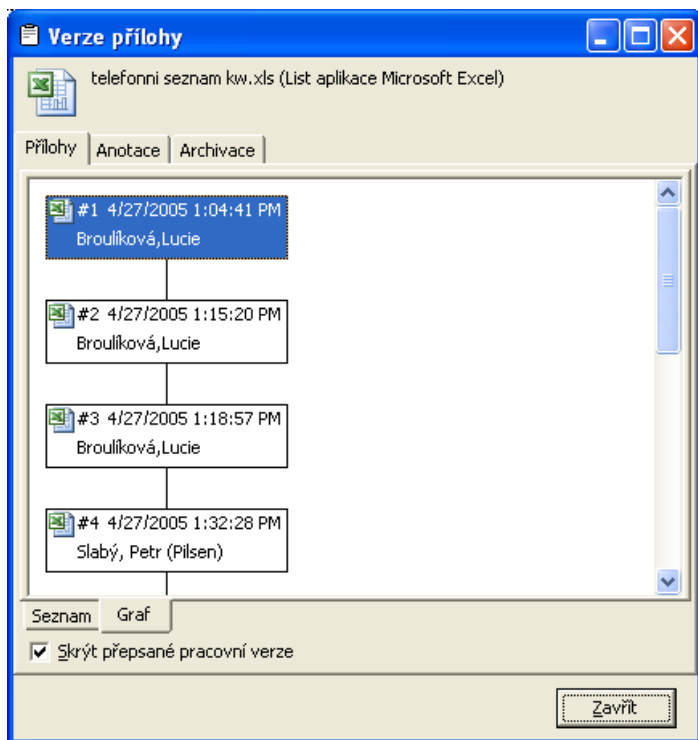 Verze přílohy
telefonni seznam kw.xls (List aplikace Microsoft Excel)
Přílohy Anotace Archivace
#1 4/27/2005 1:04:41 PM
Broulíková,Lucie
#2 4/27/2005 1:15:20 PM
Broulíková,Lucie
#3 4/27/2005 1:18:57 PM
Broulíková,Lucie
#4 4/27/2005 1:32:28 PM
Slabý, Petr (Pilsen)
Seznam Graf
Skrýt přepsané pracovní verze
Zavřít